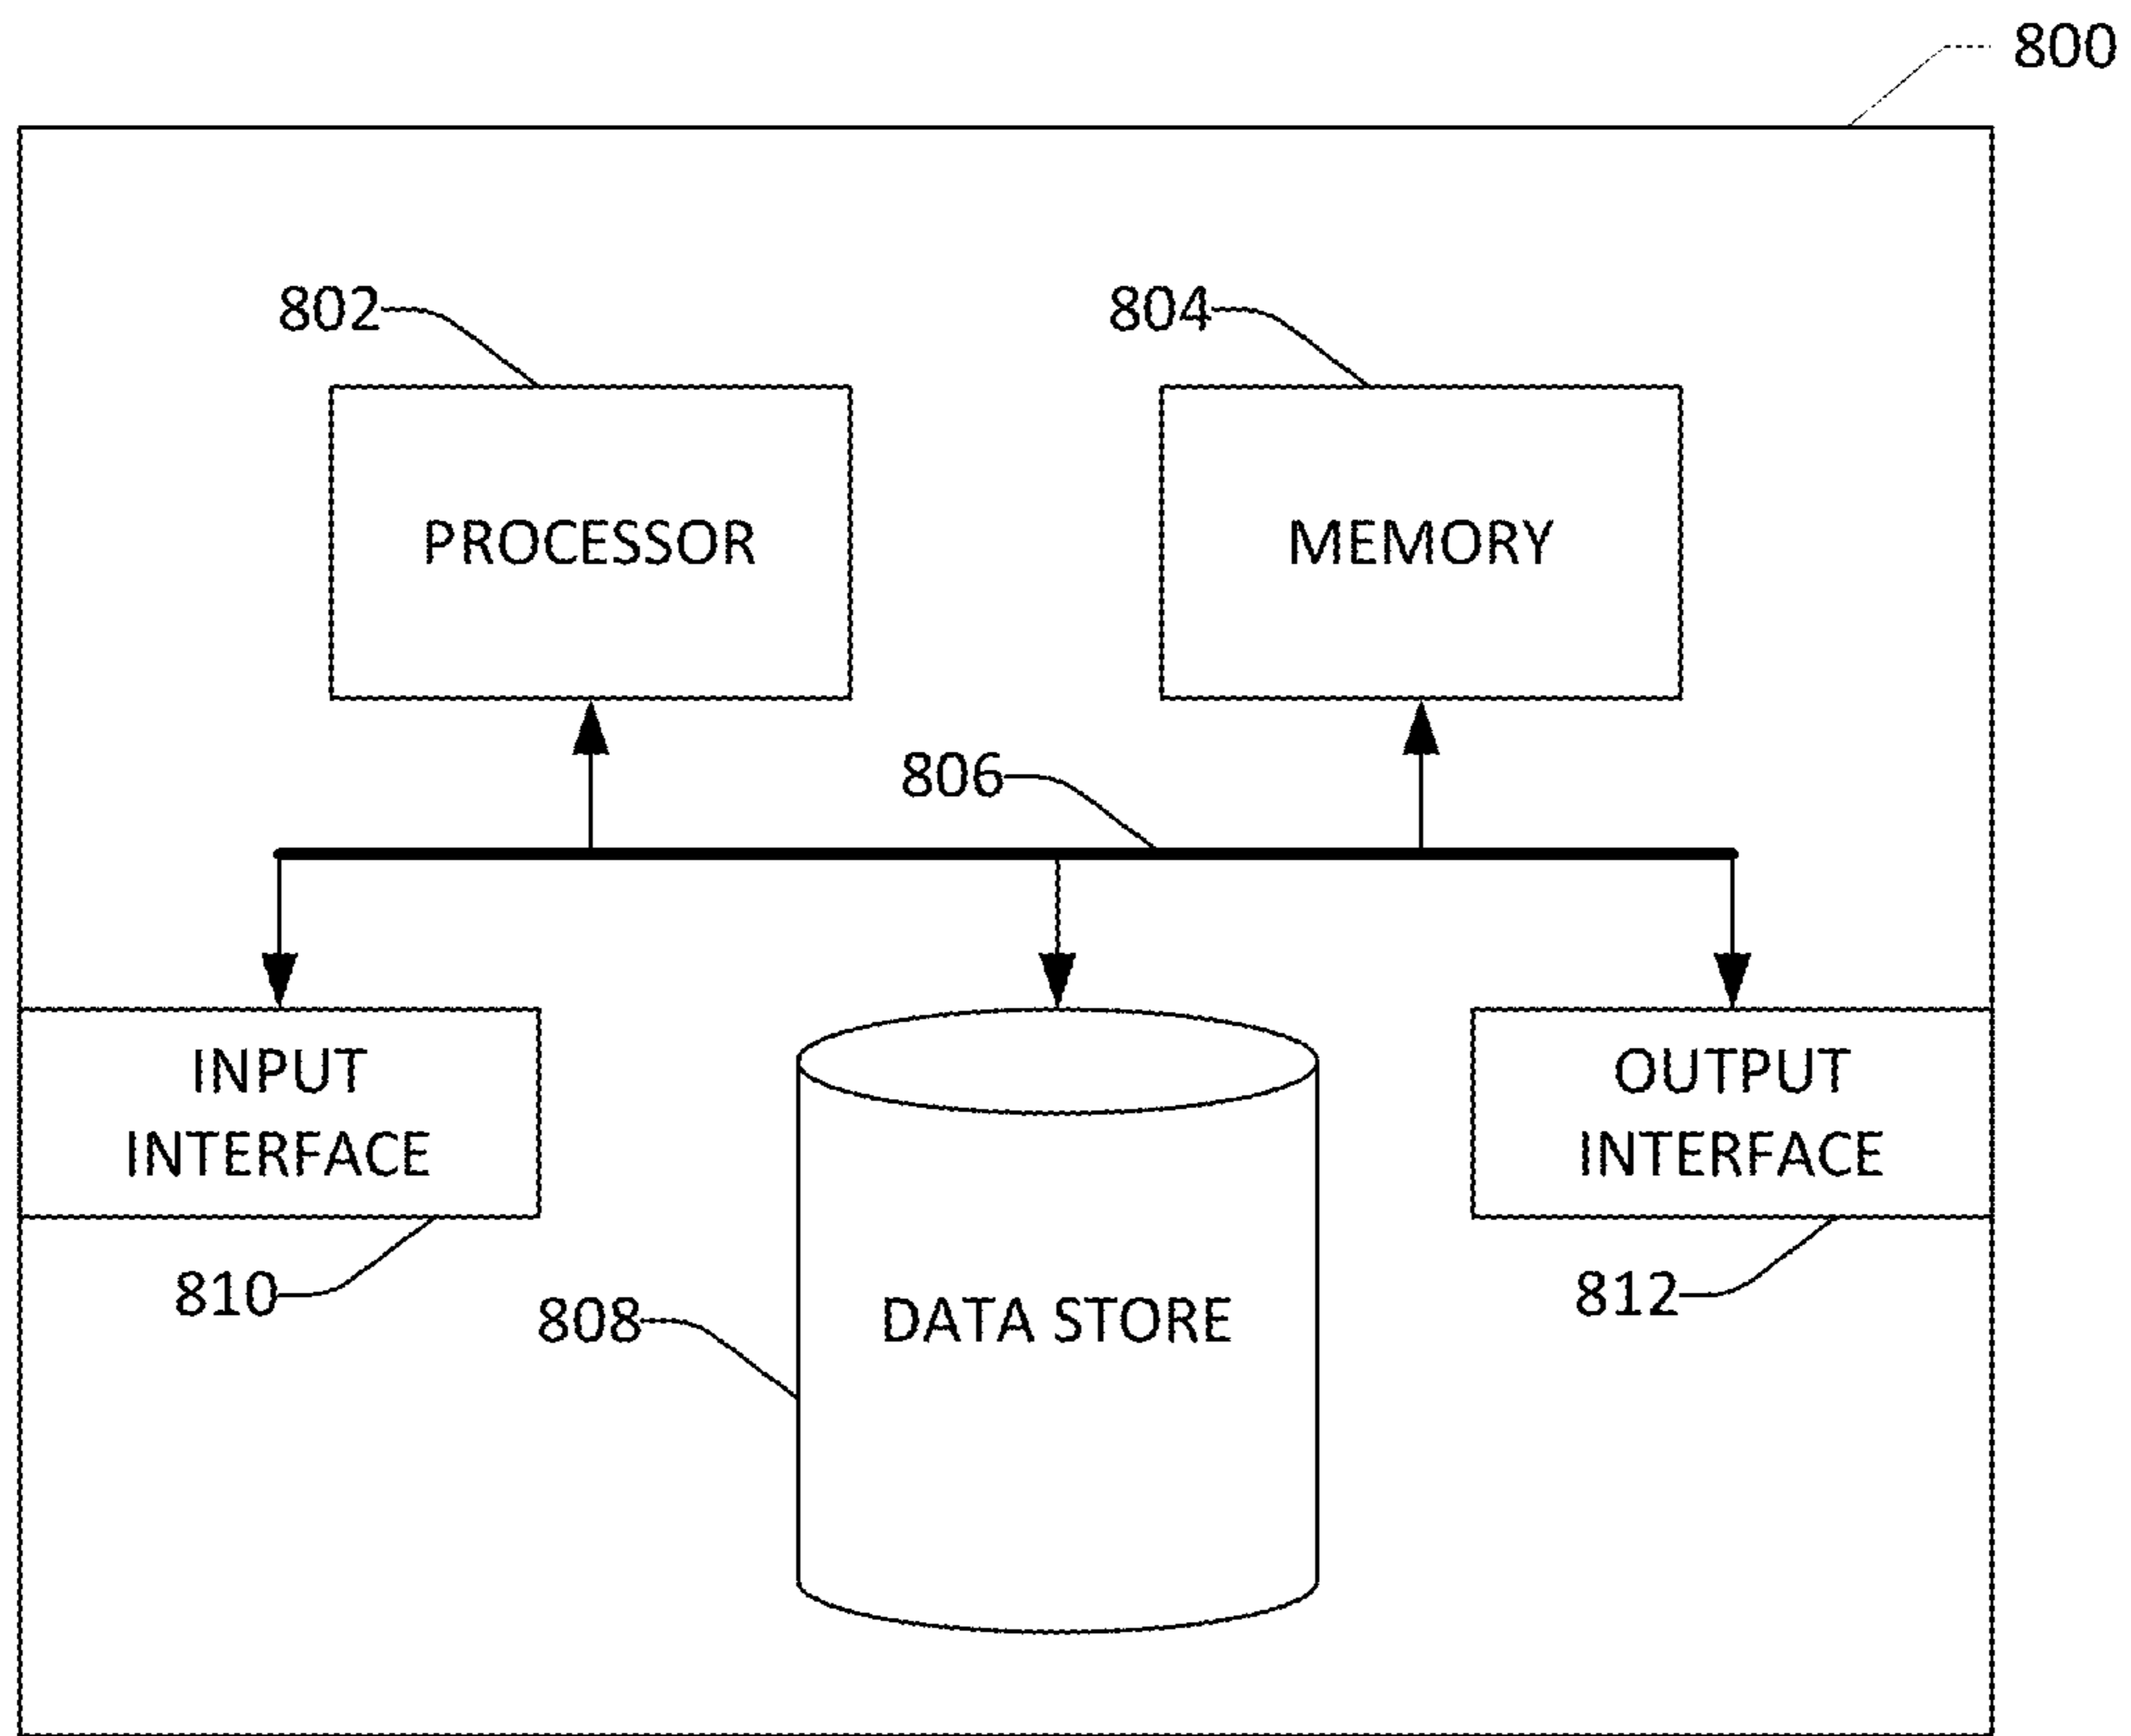 800
802
804
PROCESSOR
MEMORY
806
INPUT
INTERFACE
OUTPUT
INTERFACE
810
808
DATA STORE
812